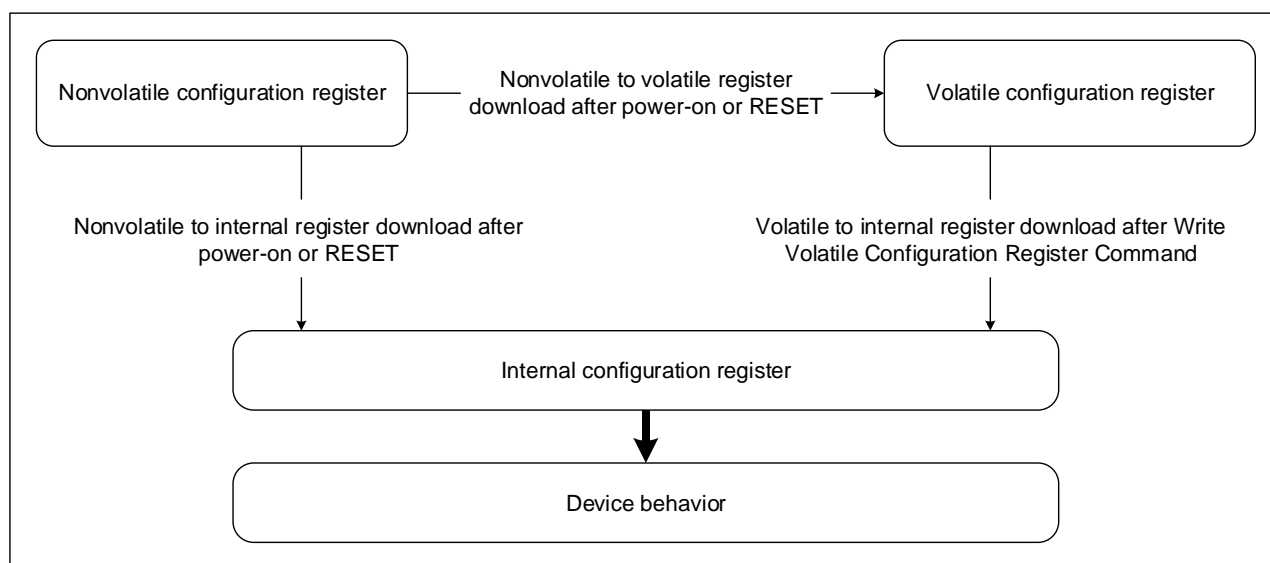 Nonvolatile configuration register
Nonvolatile to volatile register
download after power-on or RESET
Volatile configuration register
Nonvolatile to internal register download after
power-on or RESET
Volatile to internal register download after Write
Volatile Configuration Register Command
Internal configuration register
Device behavior